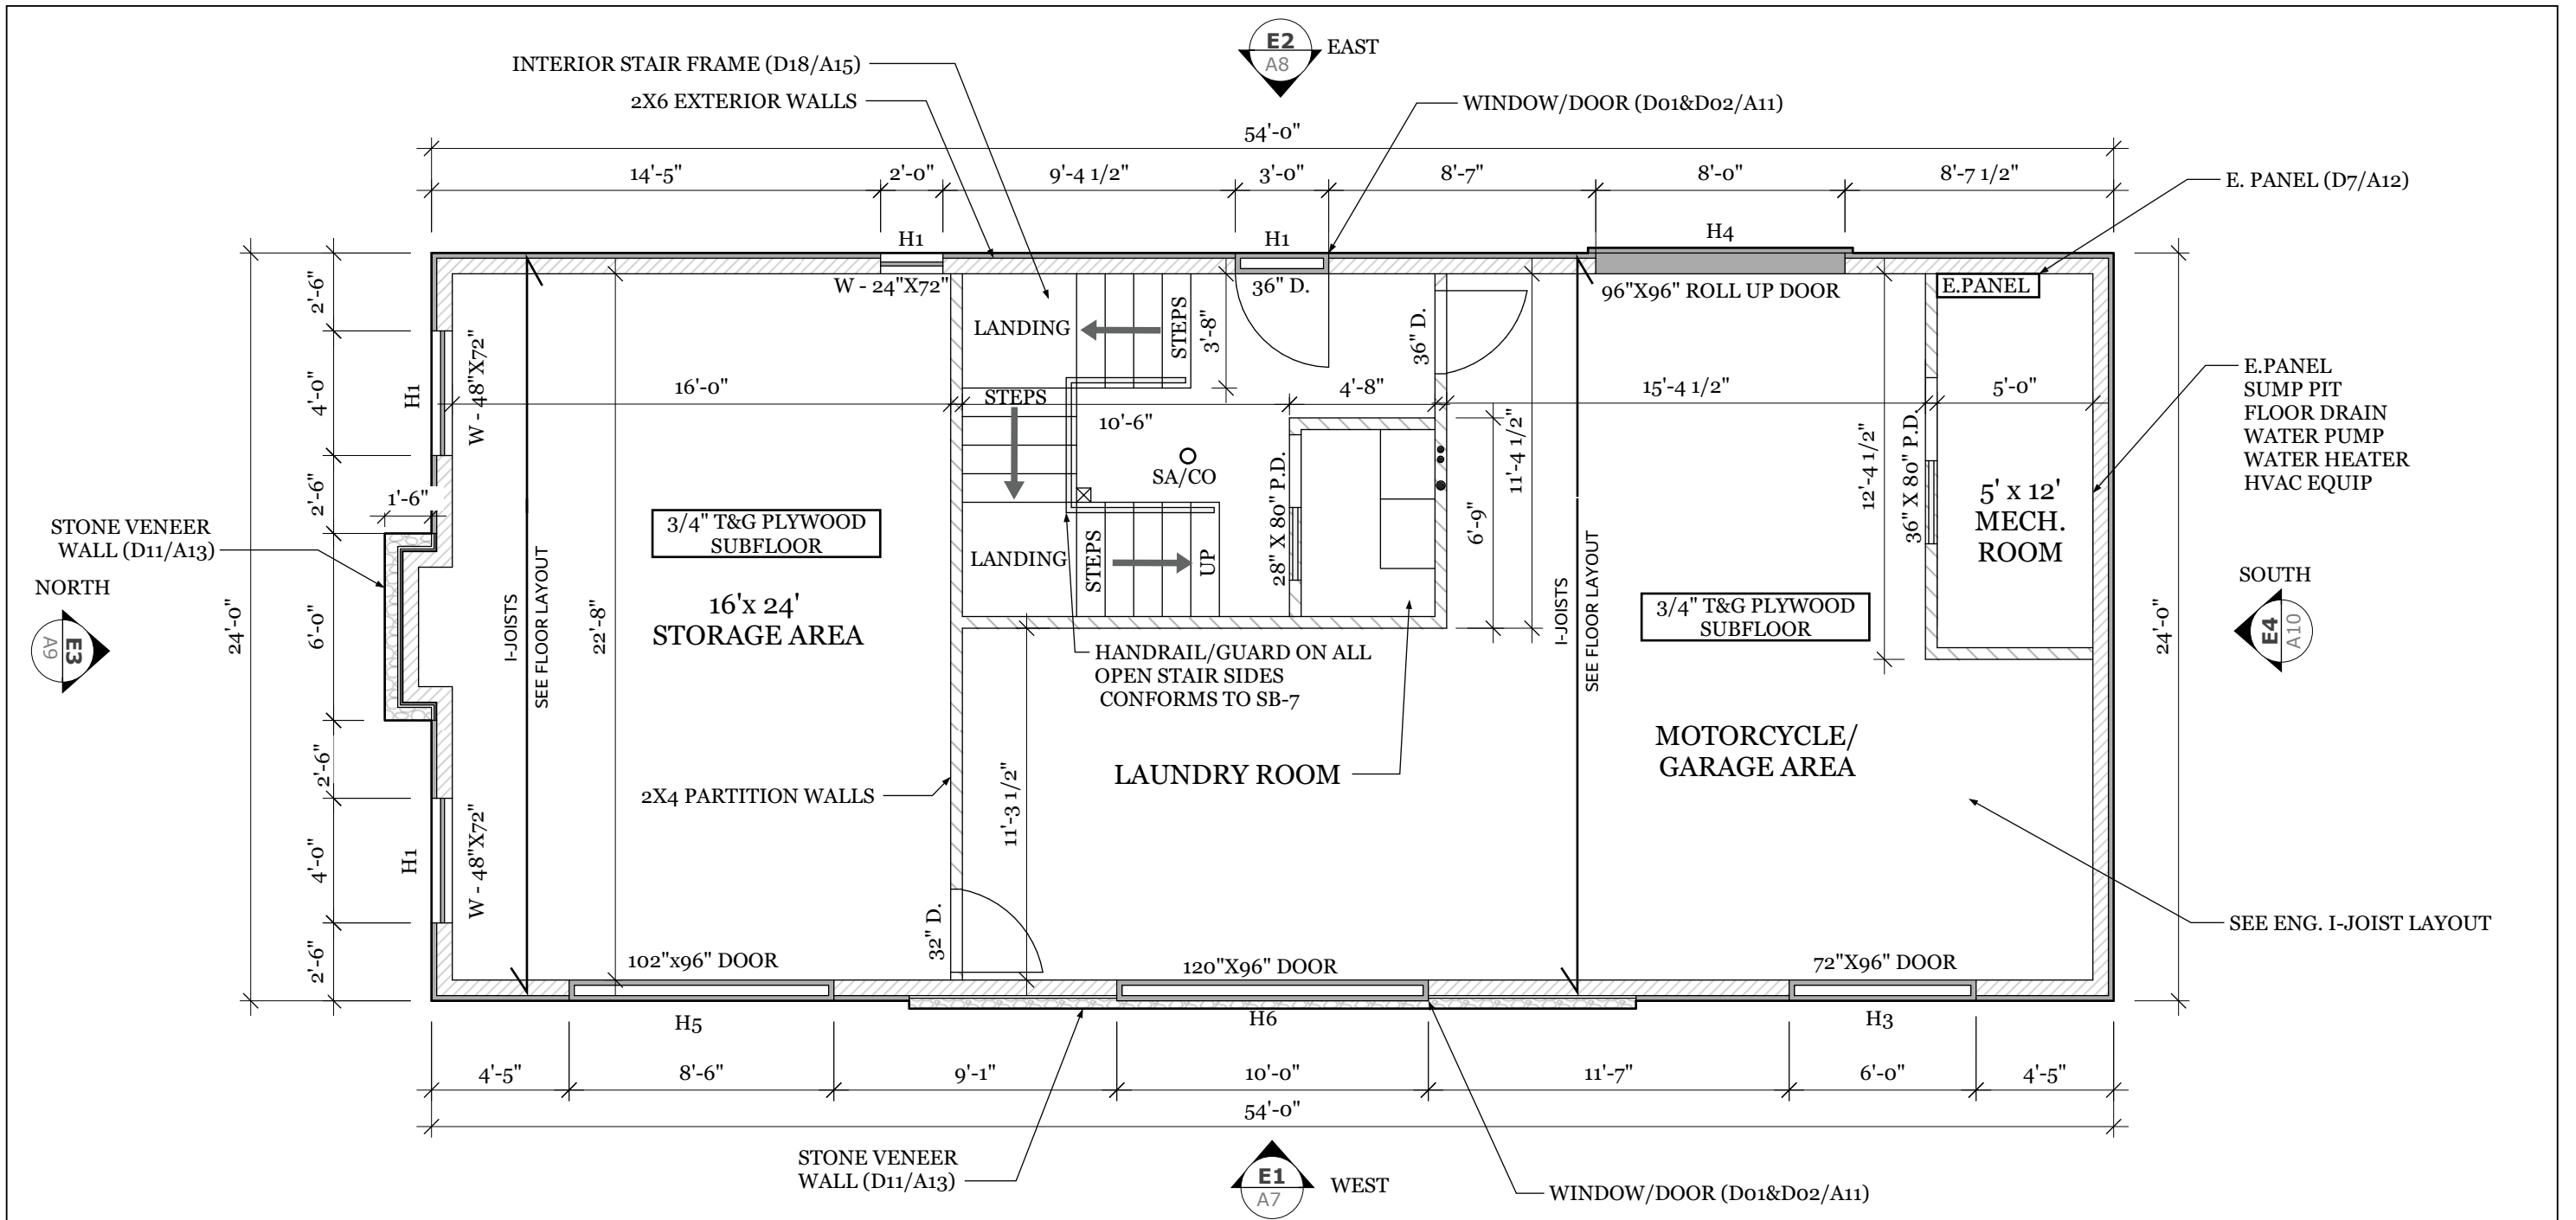 E2
A8
EAST
INTERIOR STAIR FRAME (D18/A15)
2X6 EXTERIOR WALLS
WINDOW/DOOR (D01&D02/A11)
54'-0"
14'-5"
2'-0"
9'-4 1/2"
3'-0"
8'-7"
8'-0"
8'-7 1/2"
E. PANEL (D7/A12)
H1
H1
H4
W - 24"X72"
36" D.
96"X96" ROLL UP DOOR
E.PANEL
2'-6"
4'-0"
2'-6"
6'-0"
2'-6"
4'-0"
2'-6"
24'-0"
H1
W - 48"X72"
LANDING
STEPS
3'-8"
36" D.
16'-0"
STEPS
10'-6"
4'-8"
15'-4 1/2"
5'-0"
E.PANEL
SUMP PIT
FLOOR DRAIN
WATER PUMP
WATER HEATER
HVAC EQUIP
1'-6"
STONE VENEER
WALL (D11/A13)
NORTH
E3
A9
SA/CO
28" X 80" P.D.
6'-9"
11'-4 1/2"
12'-4 1/2"
36" X 80" P.D.
5' x 12'
MECH.
ROOM
3/4" T&G PLYWOOD
SUBFLOOR
LANDING
STEPS
UP
I-JOISTS
SEE FLOOR LAYOUT
22'-8"
16'x 24'
STORAGE AREA
I-JOISTS
SEE FLOOR LAYOUT
3/4" T&G PLYWOOD
SUBFLOOR
SOUTH
E4
A10
24'-0"
HANDRAIL/GUARD ON ALL
OPEN STAIR SIDES
CONFORMS TO SB-7
MOTORCYCLE/
GARAGE AREA
LAUNDRY ROOM
2X4 PARTITION WALLS
11'-3 1/2"
H1
W - 48"X72"
32" D.
SEE ENG. I-JOIST LAYOUT
102"x96" DOOR
120"X96" DOOR
72"X96" DOOR
H5
H6
H3
4'-5"
8'-6"
9'-1"
10'-0"
11'-7"
6'-0"
4'-5"
54'-0"
STONE VENEER
WALL (D11/A13)
E1
A7
WEST
WINDOW/DOOR (D01&D02/A11)